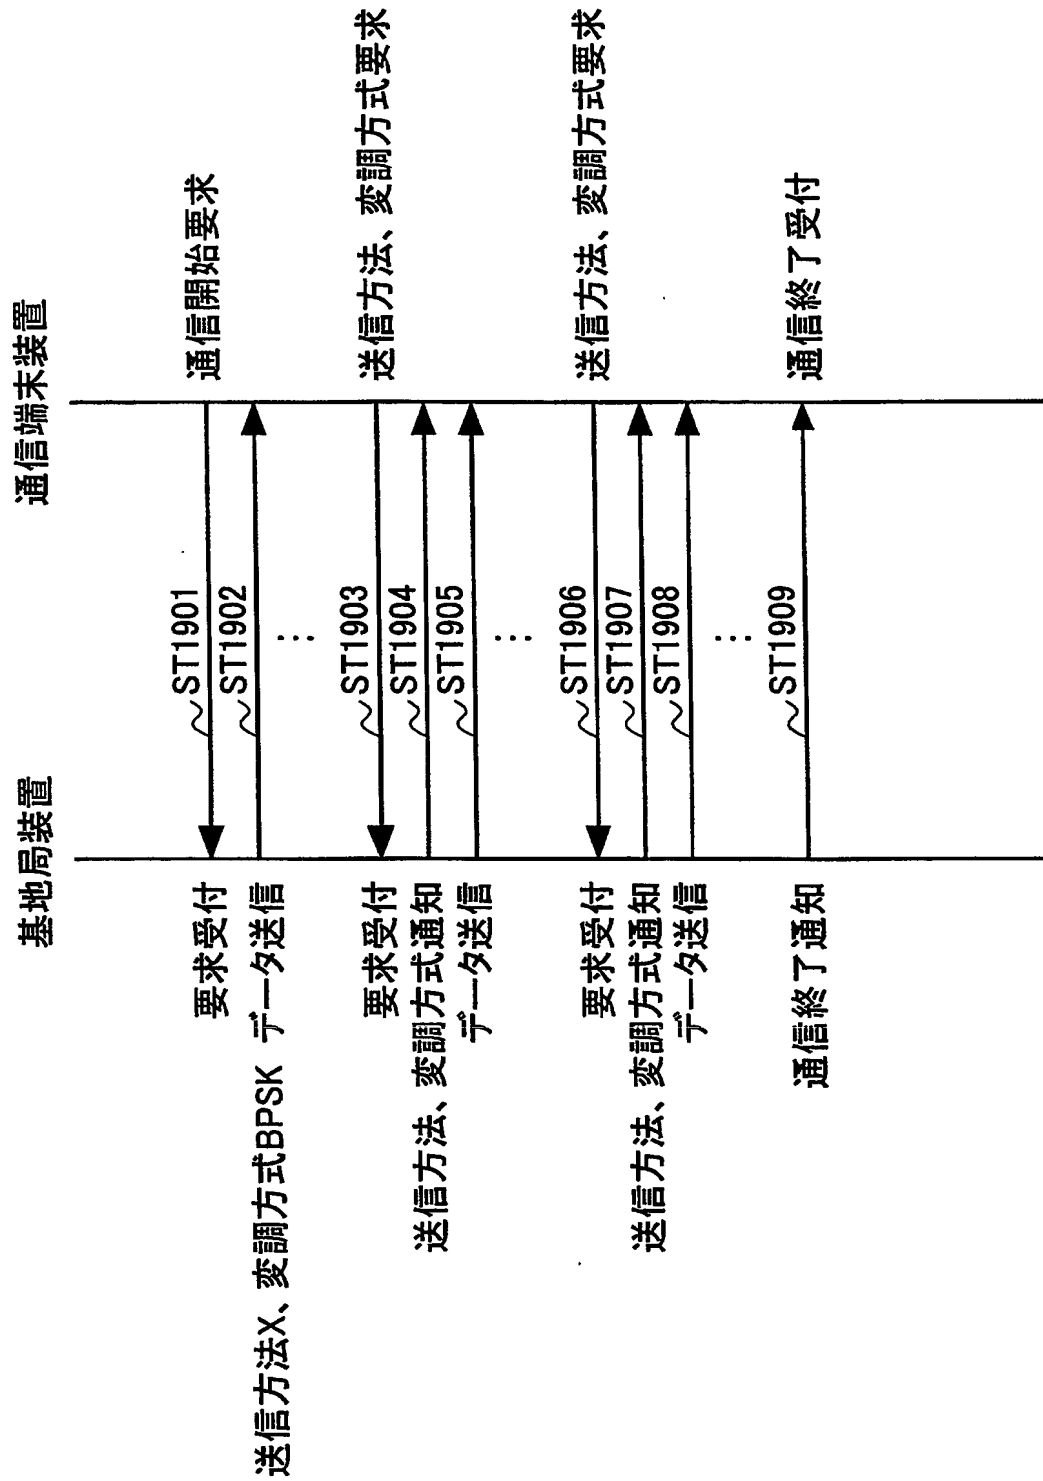 基地局装置
通信端末装置
要求受付
ST1901
通信開始要求
送信方法X、変調方式BPSK データ送信
ST1902
⋮
要求受付
ST1903
送信方法、変調方式要求
送信方法、変調方式通知
ST1904
データ送信
ST1905
⋮
要求受付
ST1906
送信方法、変調方式要求
送信方法、変調方式通知
ST1907
データ送信
ST1908
⋮
通信終了通知
ST1909
通信終了受付